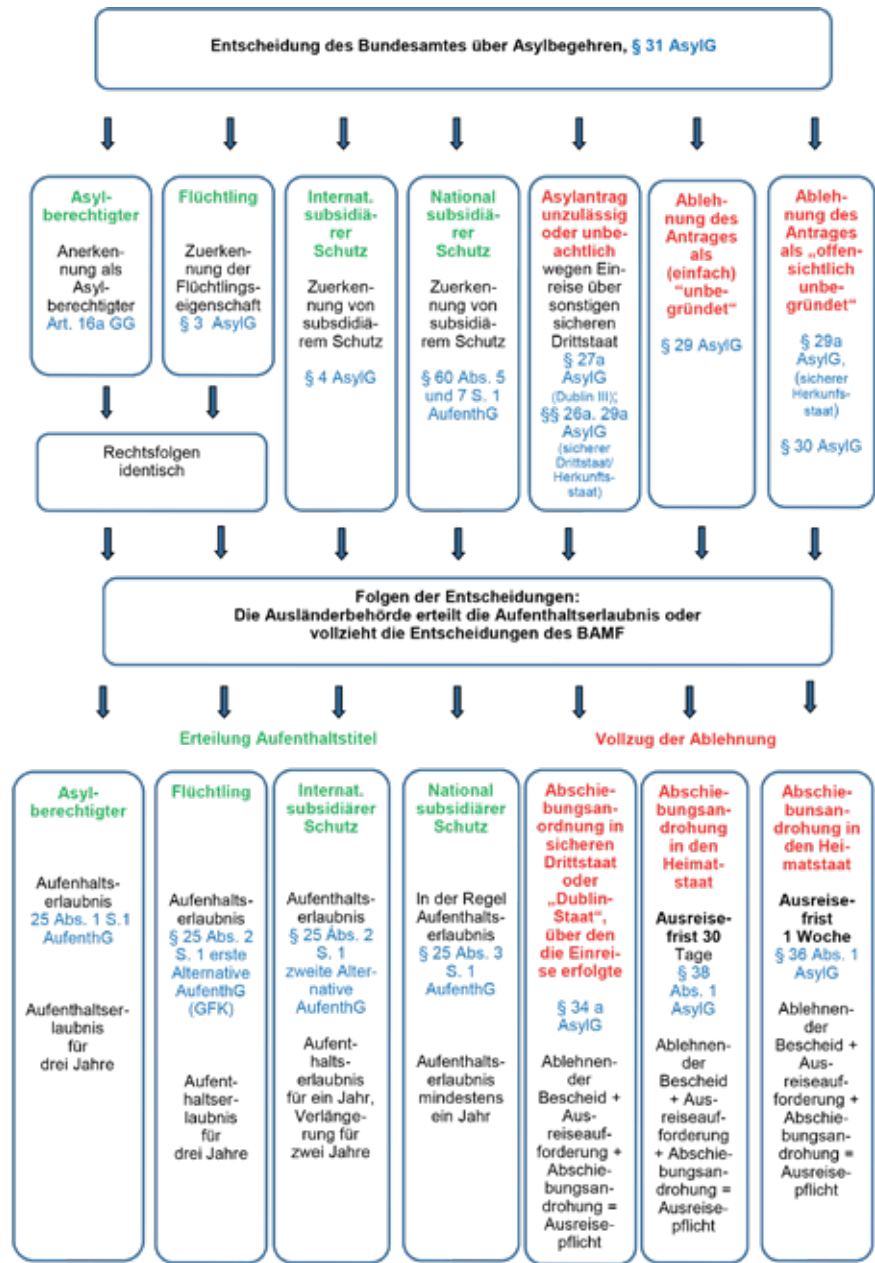 Entscheidung des Bundesamtes über Asylbegehren, § 31 AsylG
Asyl-
berechtigter
Anerken-
nung als
Asyl-
berechtigter
Art. 16a GG
Flüchtling
Zuerken-
nung der
Flüchtlings-
eigenschaft
§ 3 AsylG
Rechtsfolgen
identisch
Internat.
subsidiä-
rer
Schutz
Zuerken-
nung von
subsdidiä-
rem Schutz
§ 4 AsylG
National
subsidiä-
rer
Schutz
Zuerken-
nung von
subsidiä-
rem Schutz
§ 60 Abs. 5
und 7 S. 1
AufenthG
Asylantrag
unzulässig
oder unbe-
achtlich
wegen Ein-
reise über
sonstigen
sicheren
Drittstaat
§ 27a
AsylG
(Dublin III);
§§ 26a. 29a
AsylG
(sicherer
Drittstaat/
Herkunfts-
staat)
Ableh-
nung des
Antrages
als
(einfach)
"unbe-
gründet“
§ 29 AsylG
Ableh-
nung des
Antrages
als „offen-
sichtlich
unbe-
gründet“
§ 29a
AsylG,
(sicherer
Herkunfs-
staat)
§ 30 AsylG
Folgen der Entscheidungen:
Die Ausländerbehörde erteilt die Aufenthaltserlaubnis oder
vollzieht die Entscheidungen des BAMF
Erteilung Aufenthaltstitel
Vollzug der Ablehnung
Asyl-
berechtigter
Aufenhalts-
erlaubnis
25 Abs. 1 S.1
AufenthG
Aufenthaltser-
laubnis
für
drei Jahre
Flüchtling
Aufenhalts-
erlaubnis
§ 25 Abs. 2
S. 1 erste
Alternative
AufenthG
(GFK)
Aufent-
haltser-
laubnis
für
drei Jahre
Internat.
subsidiärer
Schutz
Aufenthalts-
erlaubnis
§ 25 Abs. 2
S. 1
zweite Alter-
native
AufenthG
Aufent-
halts-
erlaubnis
für ein Jahr,
Verlänge-
rung für
zwei Jahre
National
subsidiärer
Schutz
In der Regel
Aufenthalts-
erlaubnis
§ 25 Abs. 3
S. 1
AufenthG
Aufenthalts-
erlaubnis
mindestens
ein Jahr
Abschie-
bungsan-
ordnung in
sicheren
Drittstaat
oder
„Dublin-
Staat“,
über den
die Einrei-
se erfolgte
§ 34 a
AsylG
Ablehnen-
der
Bescheid +
Aus-
reiseauf-
forderung +
Abschie-
bungsan-
drohung =
Ausreise-
pflicht
Abschie-
bungsan-
drohung
in den
Heimat-
staat
Ausreise-
frist 30
Tage
§ 38
Abs. 1
AsylG
Ablehnen-
der
Bescheid
+ Aus-
reiseauf-
forderung
+ Abschie-
bungsan-
drohung =
Ausreise-
pflicht
Abschie-
bunsan-
drohung in
den Hei-
matstaat
Ausreise-
frist
1 Woche
§ 36 Abs. 1
AsylG
Ablehnen-
der
Bescheid +
Aus-
reiseauf-
forderung +
Abschie-
bungsan-
drohung =
Ausreise-
pflicht